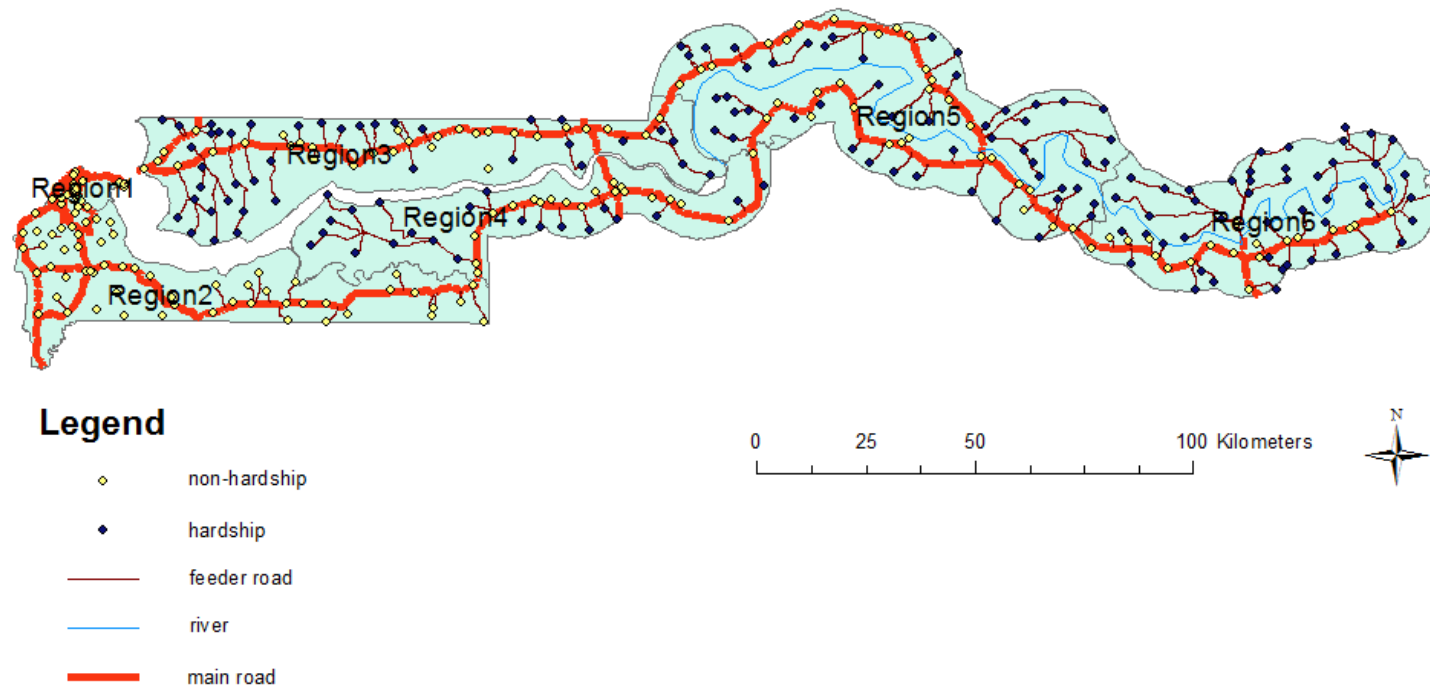 Region1
Region2
Region3
Region4
Region5
Region6
Legend
non-hardship
hardship
feeder road
river
main road
0 25 50 100 Kilometers
N